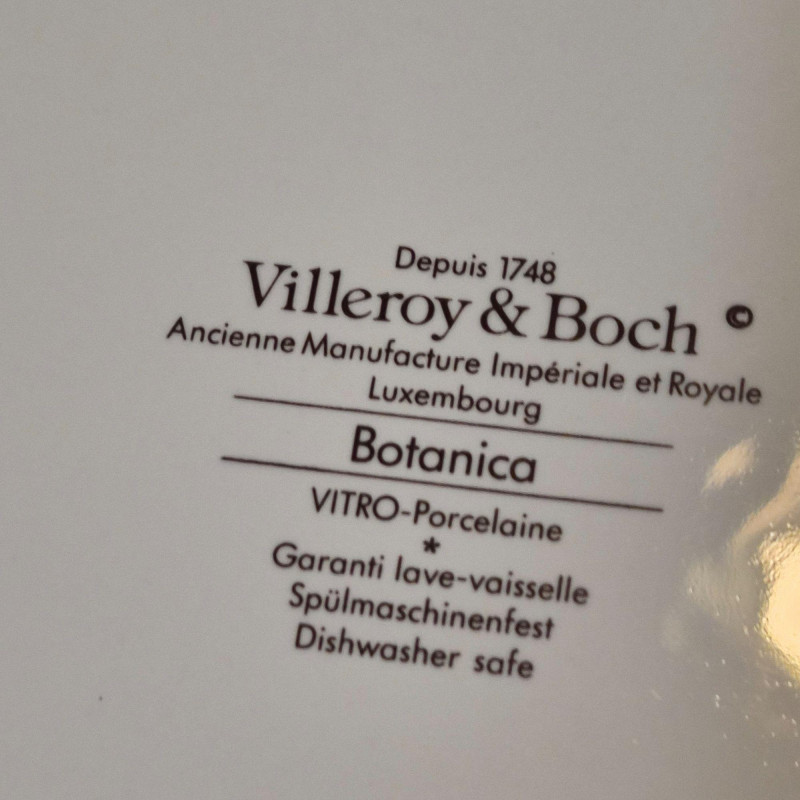 Depuis 1748
Villeroy & Boch ©
Ancienne Manufacture Impériale et Royale
Luxembourg
Botanica
VITRO-Porcelaine
*
Garanti lave-vaisselle
Spülmaschinenfest
Dishwasher safe